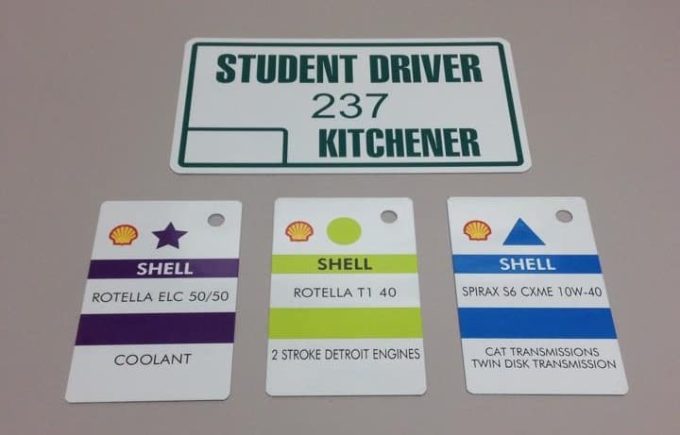 STUDENT DRIVER
237
KITCHENER
SHELL
ROTELLA ELC 50/50
COOLANT
SHELL
ROTELLA T1 40
2 STROKE DETROIT ENGINES
SHELL
SPIRAX S6 CXME 10W-40
CAT TRANSMISSIONS
TWIN DISK TRANSMISSION